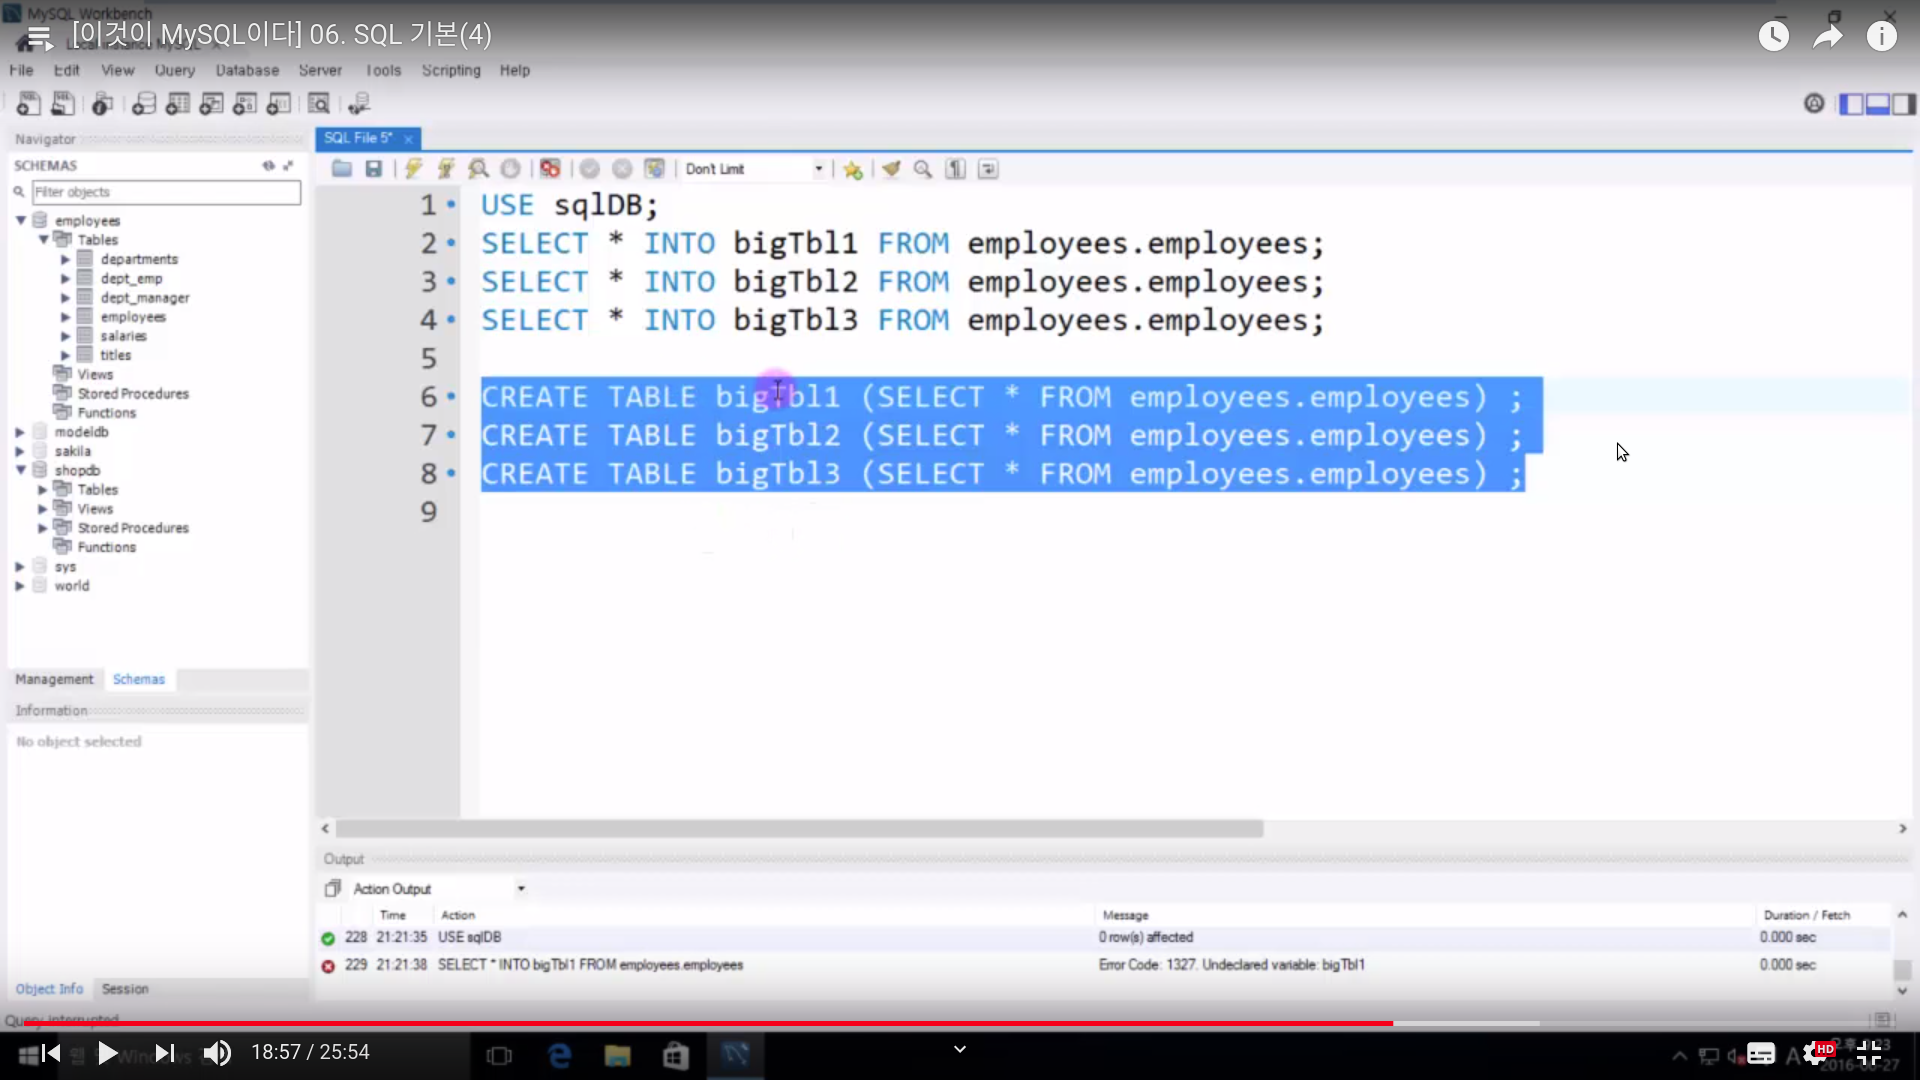 MySQL Workbench
[이것이 MySQL이다] 06. SQL 기본(4)
File Edit View Query Database Server Tools Scripting Help
Navigator
SCHEMAS
Filter objects
employees
Tables
departments
dept_emp
dept_manager
employees
salaries
titles
Views
Stored Procedures
Functions
modeldb
sakila
shopdb
Tables
Views
Stored Procedures
Functions
sys
world
Management Schemas
Information
No object selected
Object Info Session
SQL File 5*
Don't Limit
1 USE sqlDB;
2 SELECT * INTO bigTbl1 FROM employees.employees;
3 SELECT * INTO bigTbl2 FROM employees.employees;
4 SELECT * INTO bigTbl3 FROM employees.employees;
5
6 CREATE TABLE bigTbl1 (SELECT * FROM employees.employees) ;
7 CREATE TABLE bigTbl2 (SELECT * FROM employees.employees) ;
8 CREATE TABLE bigTbl3 (SELECT * FROM employees.employees) ;
9
Output
Action Output
Time Action Message Duration / Fetch
228 21:21:35 USE sqlDB 0 row(s) affected 0.000 sec
229 21:21:38 SELECT * INTO bigTbl1 FROM employees.employees Error Code: 1327. Undeclared variable: bigTbl1 0.000 sec
Query interrupted
18:57 / 25:54
HD